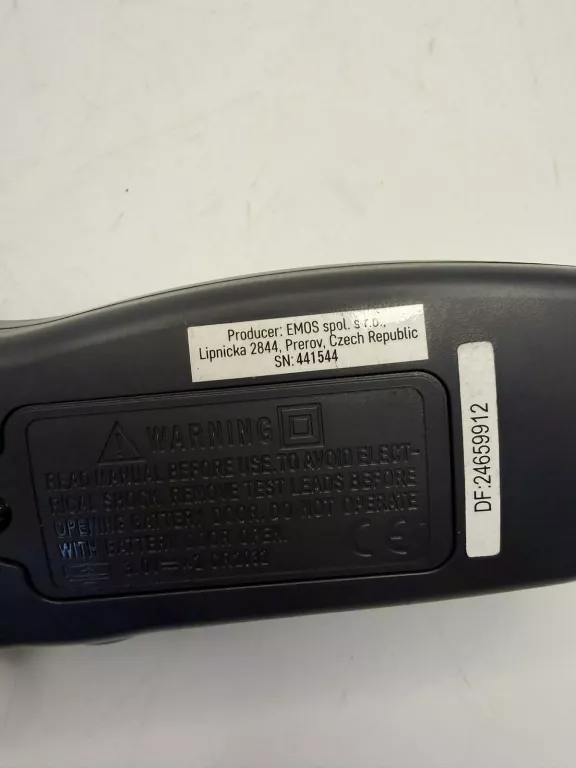 Producer: EMOS spol. s r.o.,
Lipnicka 2844, Prerov, Czech Republic
SN: 441544
DF:24659912
WARNING
READ MANUAL BEFORE USE.TO AVOID ELECT-
RICAL SHOCK, REMOVE TEST LEADS BEFORE
OPENING BATTERY DOOR. DO NOT OPERATE
WITH BATTERY DOOR OPEN.
CE